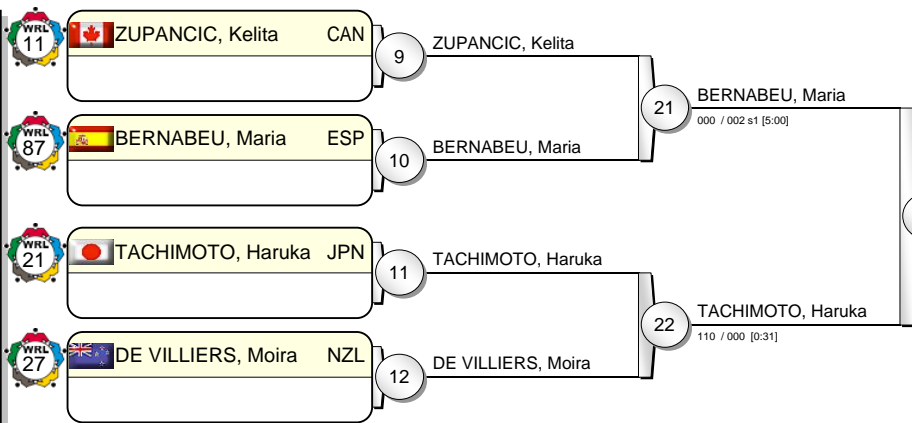 WRL
11
ZUPANCIC, Kelita CAN
9
ZUPANCIC, Kelita
21
BERNABEU, Maria
000 / 002 s1 [5:00]
WRL
87
BERNABEU, Maria ESP
10
BERNABEU, Maria
WRL
21
TACHIMOTO, Haruka JPN
11
TACHIMOTO, Haruka
22
TACHIMOTO, Haruka
110 / 000 [0:31]
WRL
27
DE VILLIERS, Moira NZL
12
DE VILLIERS, Moira